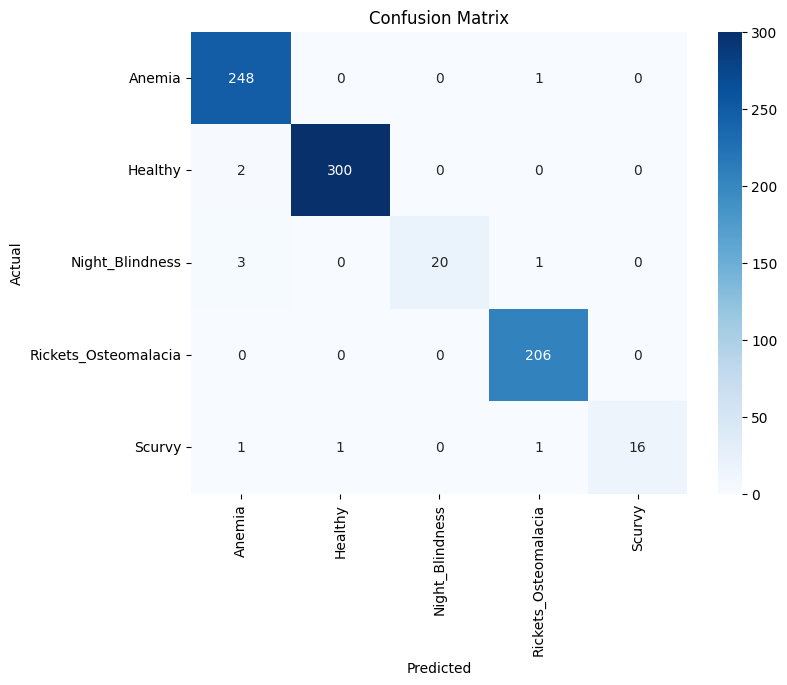 Confusion Matrix
Actual
Anemia 248 0 0 1 0
Healthy 2 300 0 0 0
Night_Blindness 3 0 20 1 0
Rickets_Osteomalacia 0 0 0 206 0
Scurvy 1 1 0 1 16
Anemia Healthy Night_Blindness Rickets_Osteomalacia Scurvy
Predicted
300
250
200
150
100
50
0